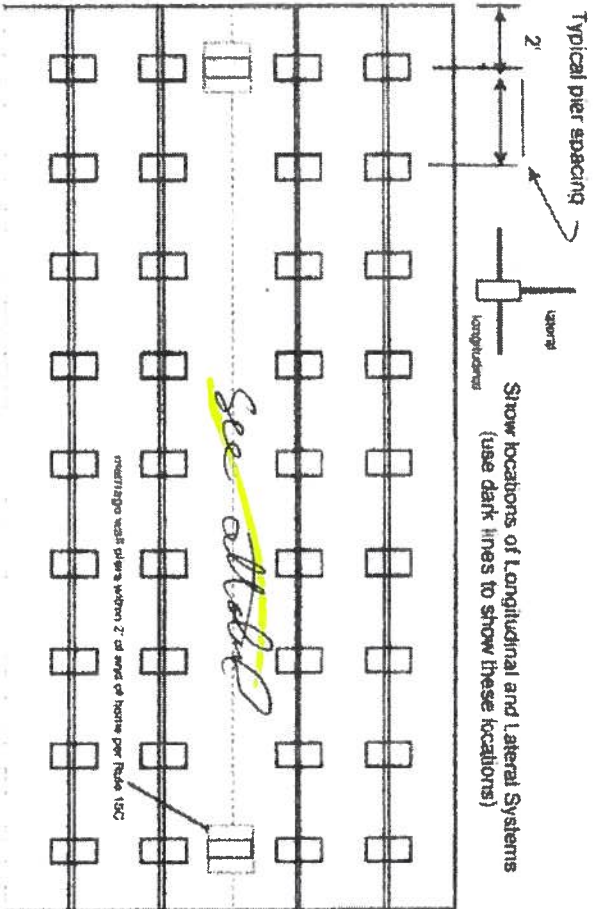 Typical pier spacing
2'
lateral
longitudinal
Show locations of Longitudinal and Lateral Systems
(use dark lines to show these locations)
See attached
marriage wall piers within 2' of end of home per Rule 15C